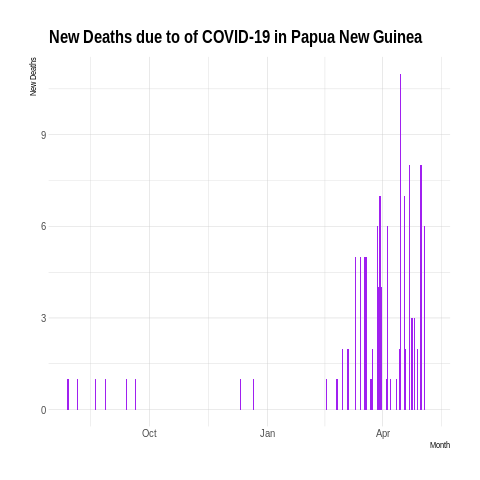 New Deaths due to of COVID-19 in Papua New Guinea
New Deaths
9
6
3
0
Oct Jan Apr
Month